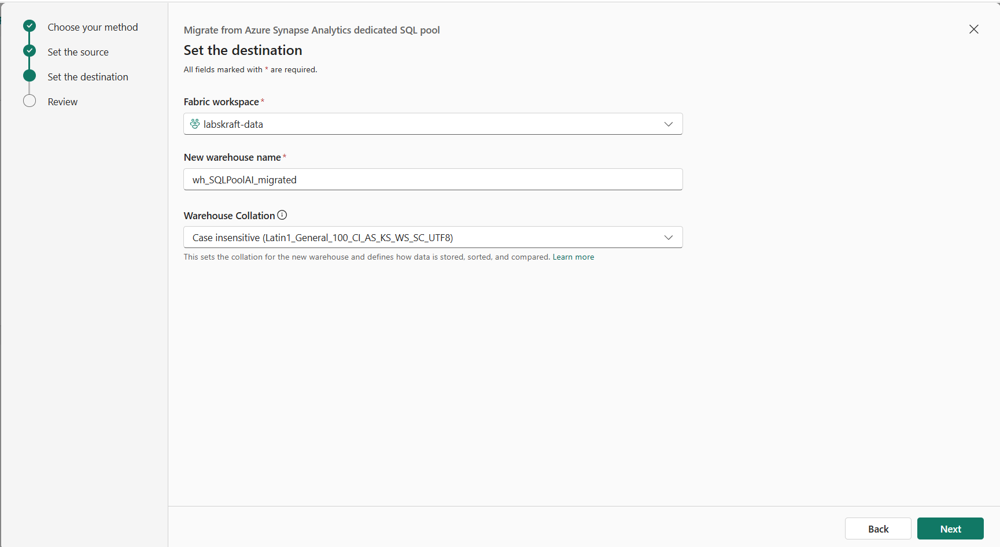 Choose your method
Set the source
Set the destination
Review
Migrate from Azure Synapse Analytics dedicated SQL pool
Set the destination
All fields marked with * are required.
Fabric workspace*
labskraft-data
New warehouse name*
wh_SQLPoolAI_migrated
Warehouse Collation
Case insensitive (Latin1_General_100_CI_AS_KS_WS_SC_UTF8)
This sets the collation for the new warehouse and defines how data is stored, sorted, and compared. Learn more
Back
Next